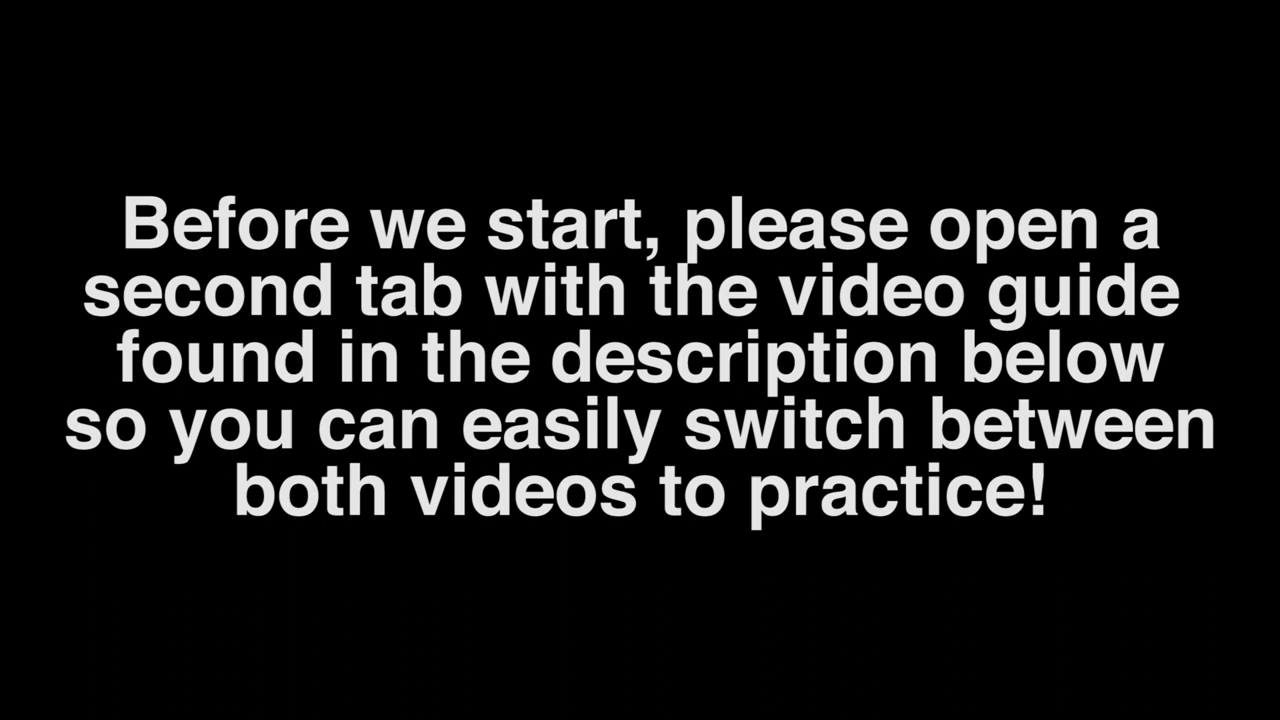 Before we start, please open a
second tab with the video guide
found in the description below
so you can easily switch between
both videos to practice!